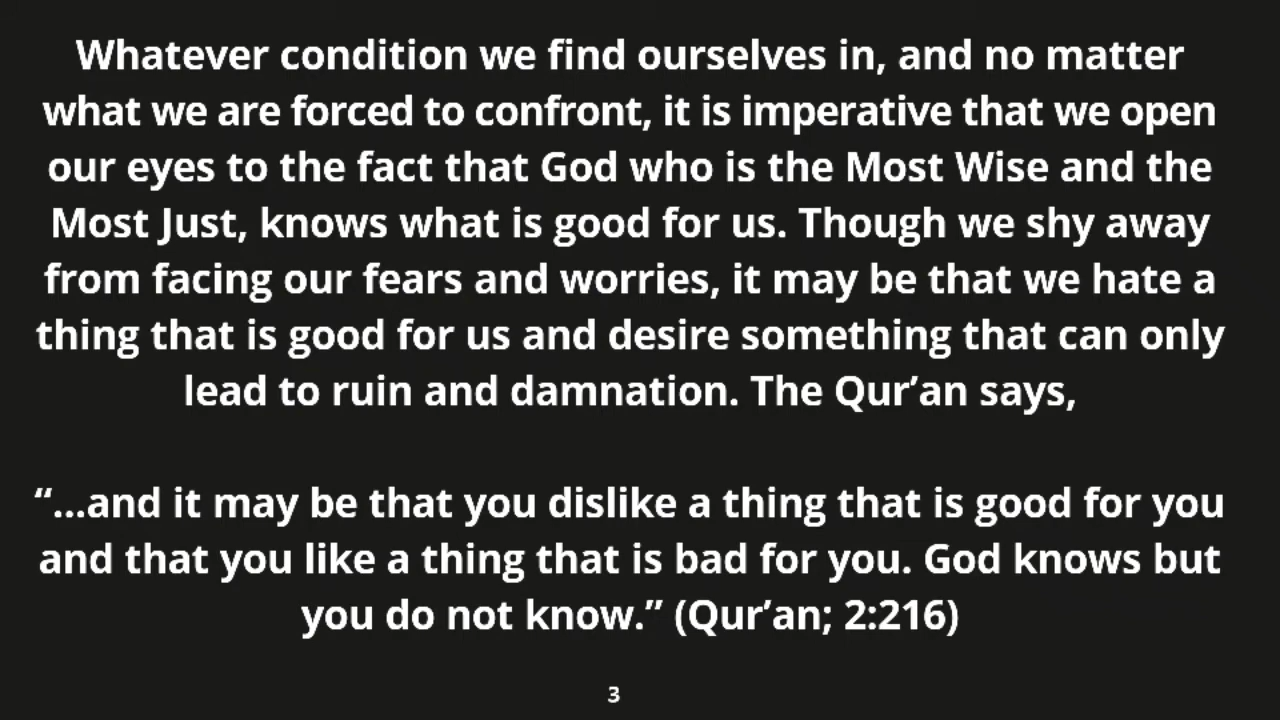 Whatever condition we find ourselves in, and no matter
what we are forced to confront, it is imperative that we open
our eyes to the fact that God who is the Most Wise and the
Most Just, knows what is good for us. Though we shy away
from facing our fears and worries, it may be that we hate a
thing that is good for us and desire something that can only
lead to ruin and damnation. The Qur’an says,
“…and it may be that you dislike a thing that is good for you
and that you like a thing that is bad for you. God knows but
you do not know.” (Qur’an; 2:216)
3